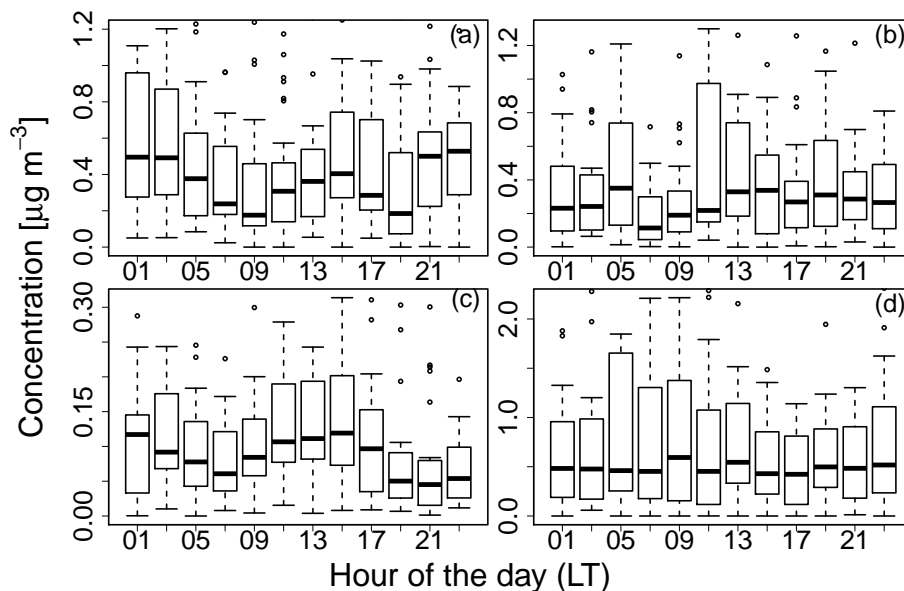 Concentration [µg m⁻³]
(a)
0.0 0.4 0.8 1.2
01 05 09 13 17 21
(b)
0.0 0.4 0.8 1.2
01 05 09 13 17 21
(c)
0.00 0.15 0.30
01 05 09 13 17 21
(d)
0.0 1.0 2.0
01 05 09 13 17 21
Hour of the day (LT)